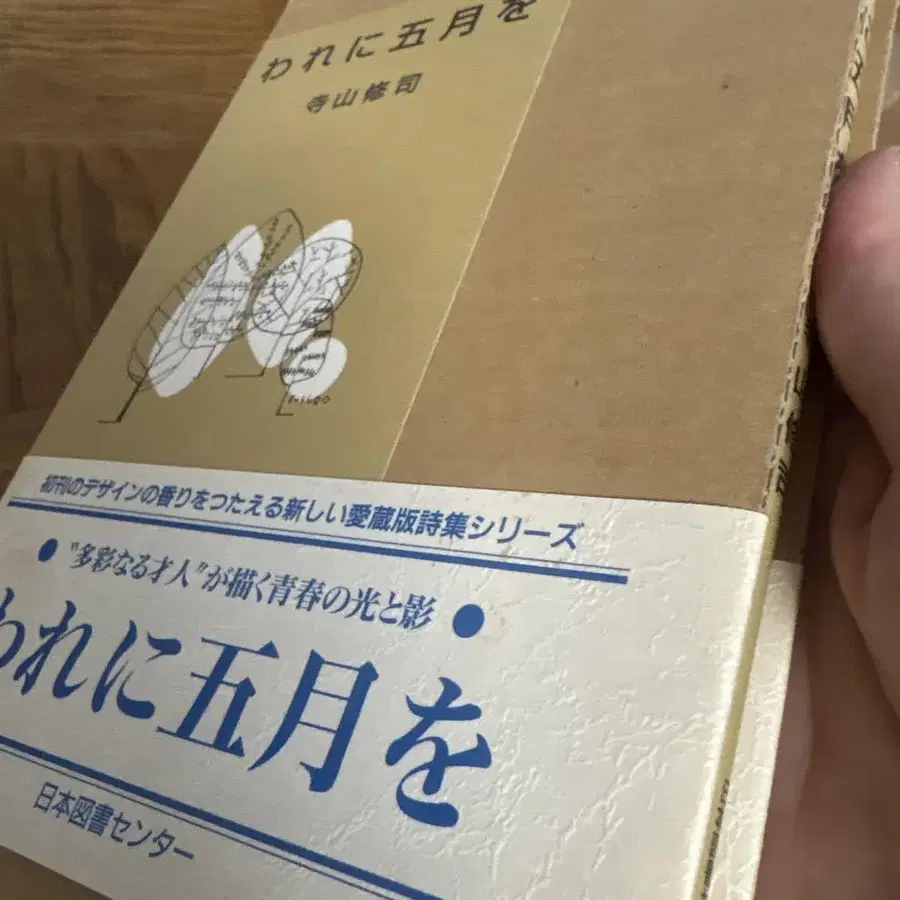 われに五月を
寺山修司
初刊のデザインの香りをつたえる新しい愛蔵版詩集シリーズ
"多彩なる才人"が描く青春の光と影
われに五月を
日本図書センター